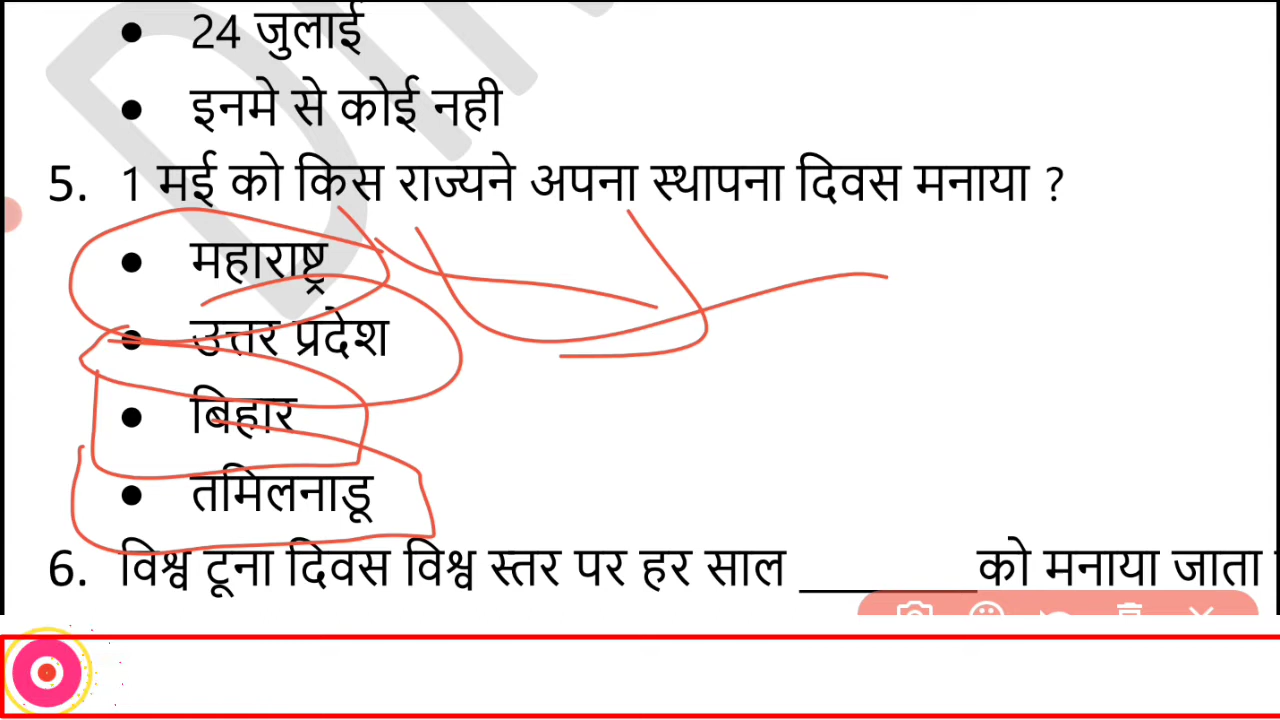 ● 24 जुलाई
● इनमे से कोई नही
5. 1 मई को किस राज्यने अपना स्थापना दिवस मनाया ?
● महाराष्ट्र
● उत्तर प्रदेश
● बिहार
● तमिलनाडू
6. विश्व टूना दिवस विश्व स्तर पर हर साल ________को मनाया जाता